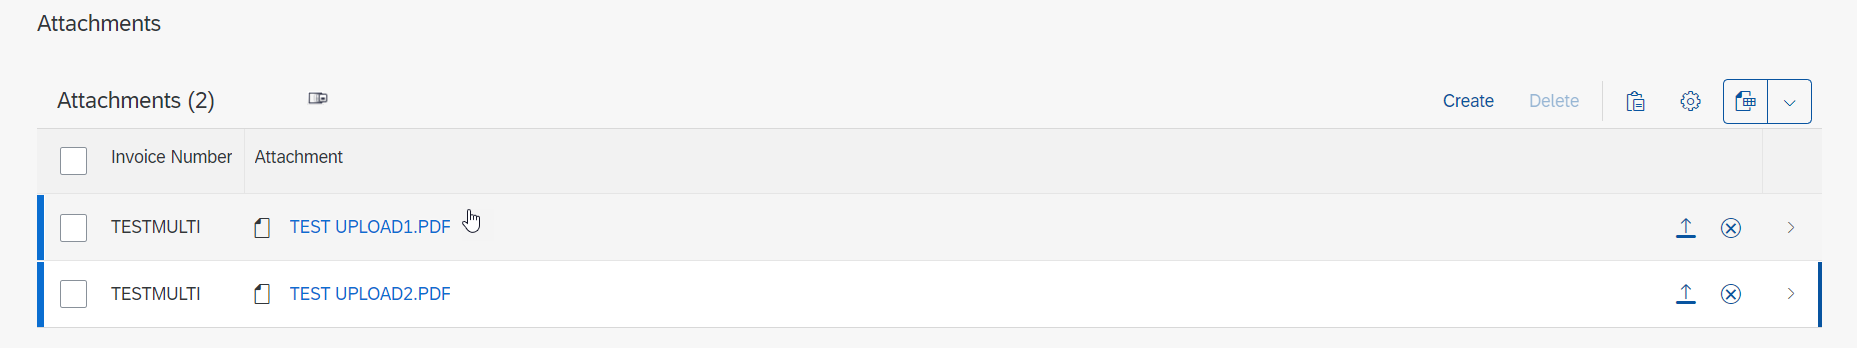 Attachments
Attachments (2)
Create Delete
Invoice Number Attachment
TESTMULTI TEST UPLOAD1.PDF
TESTMULTI TEST UPLOAD2.PDF